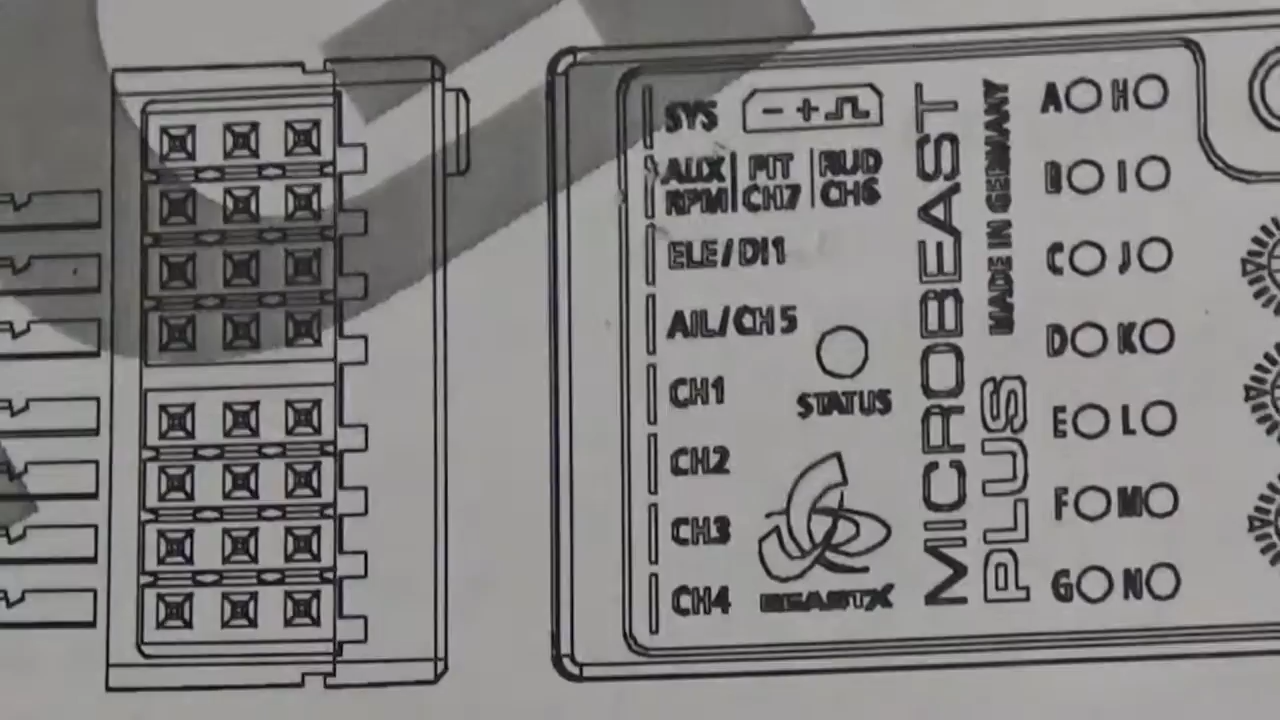 SYS - +
AUX | PIT | RUD
RPM | CH7 | CH6
ELE / DI1
AIL / CH5
CH1
STATUS
CH2
CH3
CH4
BEASTX
MICROBEAST
PLUS
MADE IN GERMANY
A H
B I
C J
D K
E L
F M
G N